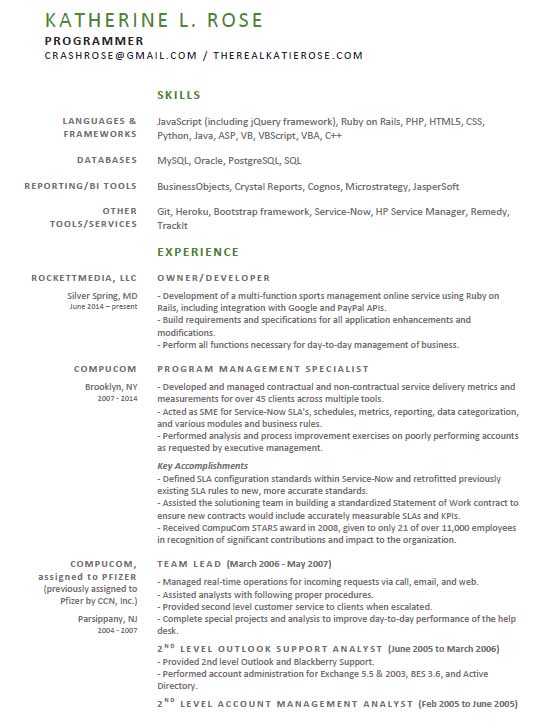 KATHERINE L. ROSE
PROGRAMMER
CRASHROSE@GMAIL.COM / THEREALKATIEROSE.COM
SKILLS
LANGUAGES &
FRAMEWORKS
JavaScript (including jQuery framework), Ruby on Rails, PHP, HTML5, CSS,
Python, Java, ASP, VB, VBScript, VBA, C++
DATABASES
MySQL, Oracle, PostgreSQL, SQL
REPORTING/BI TOOLS
BusinessObjects, Crystal Reports, Cognos, Microstrategy, JasperSoft
OTHER
TOOLS/SERVICES
Git, Heroku, Bootstrap framework, Service-Now, HP Service Manager, Remedy,
TrackIt
EXPERIENCE
ROCKETTMEDIA, LLC
Silver Spring, MD
June 2014 – present
OWNER/DEVELOPER
- Development of a multi-function sports management online service using Ruby on
Rails, including integration with Google and PayPal APIs.
- Build requirements and specifications for all application enhancements and
modifications.
- Perform all functions necessary for day-to-day management of business.
COMPUCOM
Brooklyn, NY
2007 - 2014
PROGRAM MANAGEMENT SPECIALIST
- Developed and managed contractual and non-contractual service delivery metrics
and measurements for over 45 clients across multiple tools.
- Acted as SME for Service-Now SLA's, schedules, metrics, reporting, data categorization,
and various modules and business rules.
- Performed analysis and process improvement exercises on poorly performing accounts
as requested by executive management.
Key Accomplishments
- Defined SLA configuration standards within Service-Now and retrofitted previously
existing SLA rules to new, more accurate standards.
- Assisted the solutioning team in building a standardized Statement of Work contract to
ensure new contracts would include accurately measurable SLAs and KPIs.
- Received CompuCom STARS award in 2008, given to only 21 of over 11,000 employees
in recognition of significant contributions and impact to the organization.
COMPUCOM,
assigned to PFIZER
(previously assigned to
Pfizer by CCN, Inc.)
Parsippany, NJ
2004 - 2007
TEAM LEAD (March 2006 - May 2007)
- Managed real-time operations for incoming requests via call, email, and web.
- Assisted analysts with following proper procedures.
- Provided second level customer service to clients when escalated.
- Complete special projects and analysis to improve day-to-day performance of the help
desk.
2ND LEVEL OUTLOOK SUPPORT ANALYST (June 2005 to March 2006)
- Provided 2nd level Outlook and Blackberry Support.
- Performed account administration for Exchange 5.5 & 2003, BES 3.6, and Active
Directory.
2ND LEVEL ACCOUNT MANAGEMENT ANALYST (Feb 2005 to June 2005)